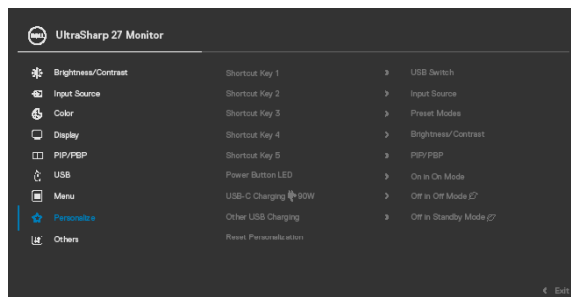 DELL UltraSharp 27 Monitor
Brightness/Contrast Shortcut Key 1 USB Switch
Input Source Shortcut Key 2 Input Source
Color Shortcut Key 3 Preset Modes
Display Shortcut Key 4 Brightness/Contrast
PIP/PBP Shortcut Key 5 PIP/PBP
USB Power Button LED On in On Mode
Menu USB-C Charging 90W Off in Off Mode
Personalize Other USB Charging Off in Standby Mode
Others Reset Personalization
Exit